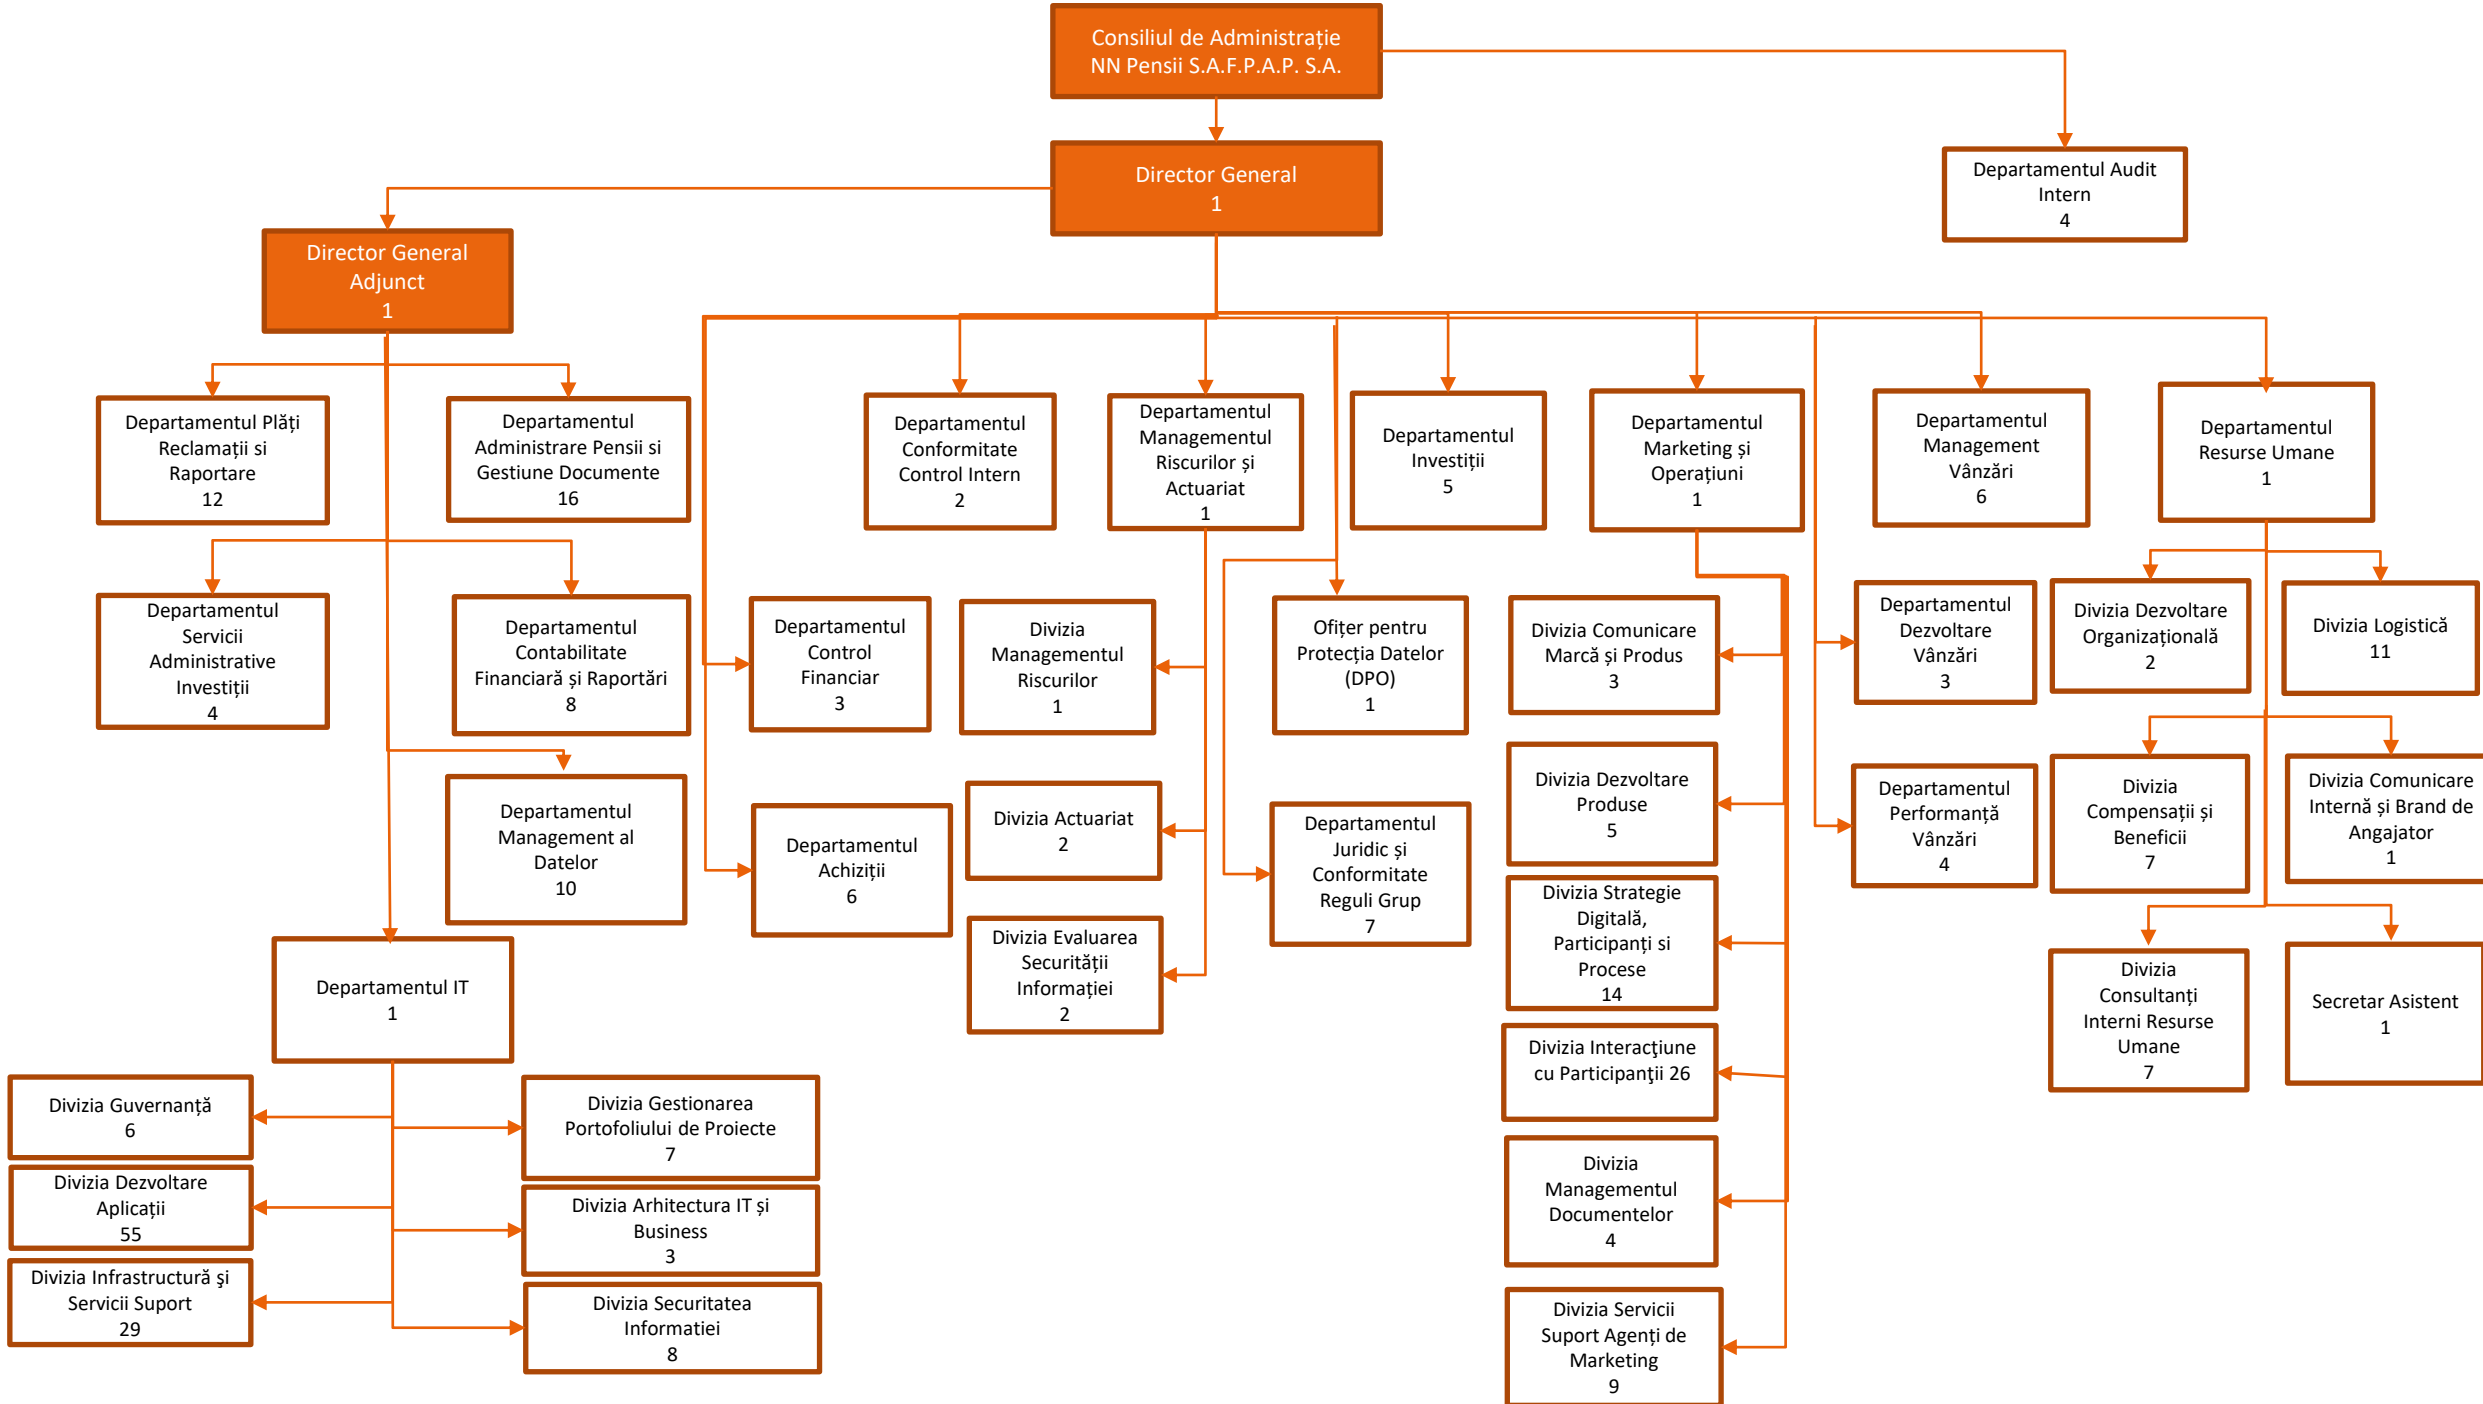 Consiliul de Administrație
NN Pensii S.A.F.P.A.P. S.A.
Director General
1
Departamentul Audit
Intern
4
Director General
Adjunct
1
Departamentul Plăți
Reclamații si
Raportare
12
Departamentul
Administrare Pensii si
Gestiune Documente
16
Departamentul
Conformitate
Control Intern
2
Departamentul
Managementul
Riscurilor și
Actuariat
1
Departamentul
Investiții
5
Departamentul
Marketing și
Operațiuni
1
Departamentul
Management
Vânzări
6
Departamentul
Resurse Umane
1
Departamentul
Servicii
Administrative
Investiții
4
Departamentul
Contabilitate
Financiară și Raportări
8
Departamentul
Control
Financiar
3
Divizia
Managementul
Riscurilor
1
Ofițer pentru
Protecția Datelor
(DPO)
1
Divizia Comunicare
Marcă și Produs
3
Departamentul
Dezvoltare
Vânzări
3
Divizia Dezvoltare
Organizațională
2
Divizia Logistică
11
Departamentul
Management al
Datelor
10
Departamentul
Achiziții
6
Divizia Actuariat
2
Departamentul
Juridic și
Conformitate
Reguli Grup
7
Divizia Dezvoltare
Produse
5
Departamentul
Performanță
Vânzări
4
Divizia
Compensații și
Beneficii
7
Divizia Comunicare
Internă și Brand de
Angajator
1
Departamentul IT
1
Divizia Evaluarea
Securității
Informației
2
Divizia Strategie
Digitală,
Participanți si
Procese
14
Divizia
Consultanți
Interni Resurse
Umane
7
Secretar Asistent
1
Divizia Interacţiune
cu Participanţii 26
Divizia Guvernanță
6
Divizia Gestionarea
Portofoliului de Proiecte
7
Divizia Dezvoltare
Aplicații
55
Divizia Arhitectura IT și
Business
3
Divizia
Managementul
Documentelor
4
Divizia Infrastructură şi
Servicii Suport
29
Divizia Securitatea
Informatiei
8
Divizia Servicii
Suport Agenți de
Marketing
9